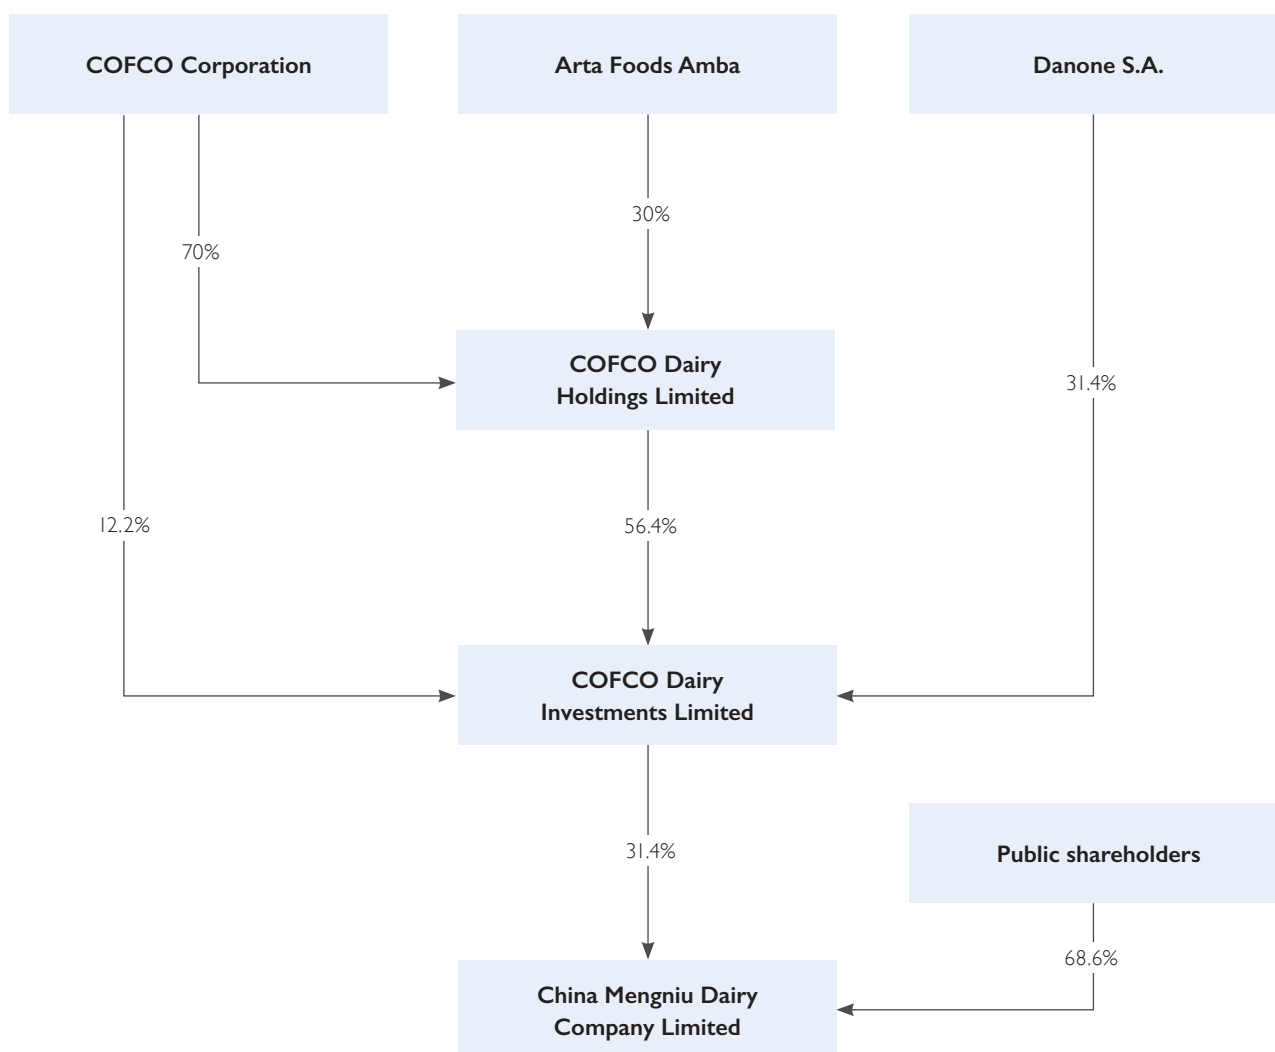 COFCO Corporation
Arta Foods Amba
Danone S.A.
30%
70%
COFCO Dairy
Holdings Limited
31.4%
12.2%
56.4%
COFCO Dairy
Investments Limited
31.4%
Public shareholders
68.6%
China Mengniu Dairy
Company Limited